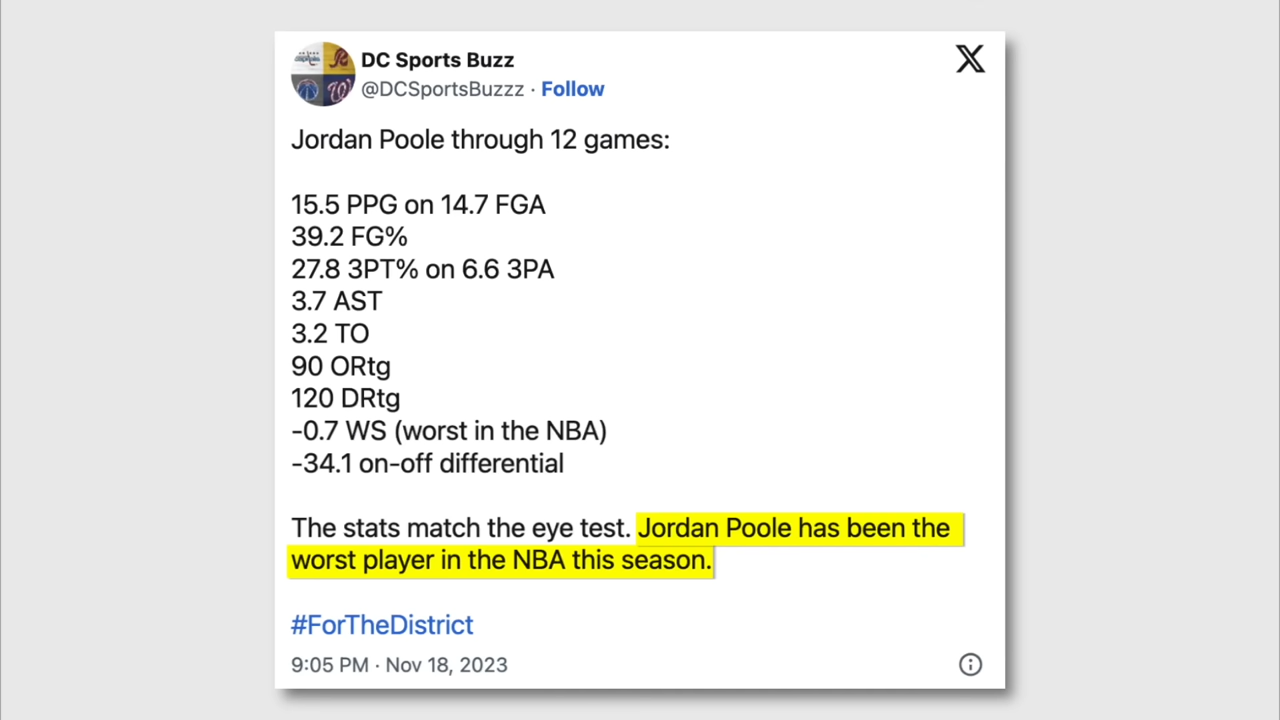 DC Sports Buzz
@DCSportsBuzzz · Follow
Jordan Poole through 12 games:
15.5 PPG on 14.7 FGA
39.2 FG%
27.8 3PT% on 6.6 3PA
3.7 AST
3.2 TO
90 ORtg
120 DRtg
-0.7 WS (worst in the NBA)
-34.1 on-off differential
The stats match the eye test. Jordan Poole has been the
worst player in the NBA this season.
#ForTheDistrict
9:05 PM · Nov 18, 2023